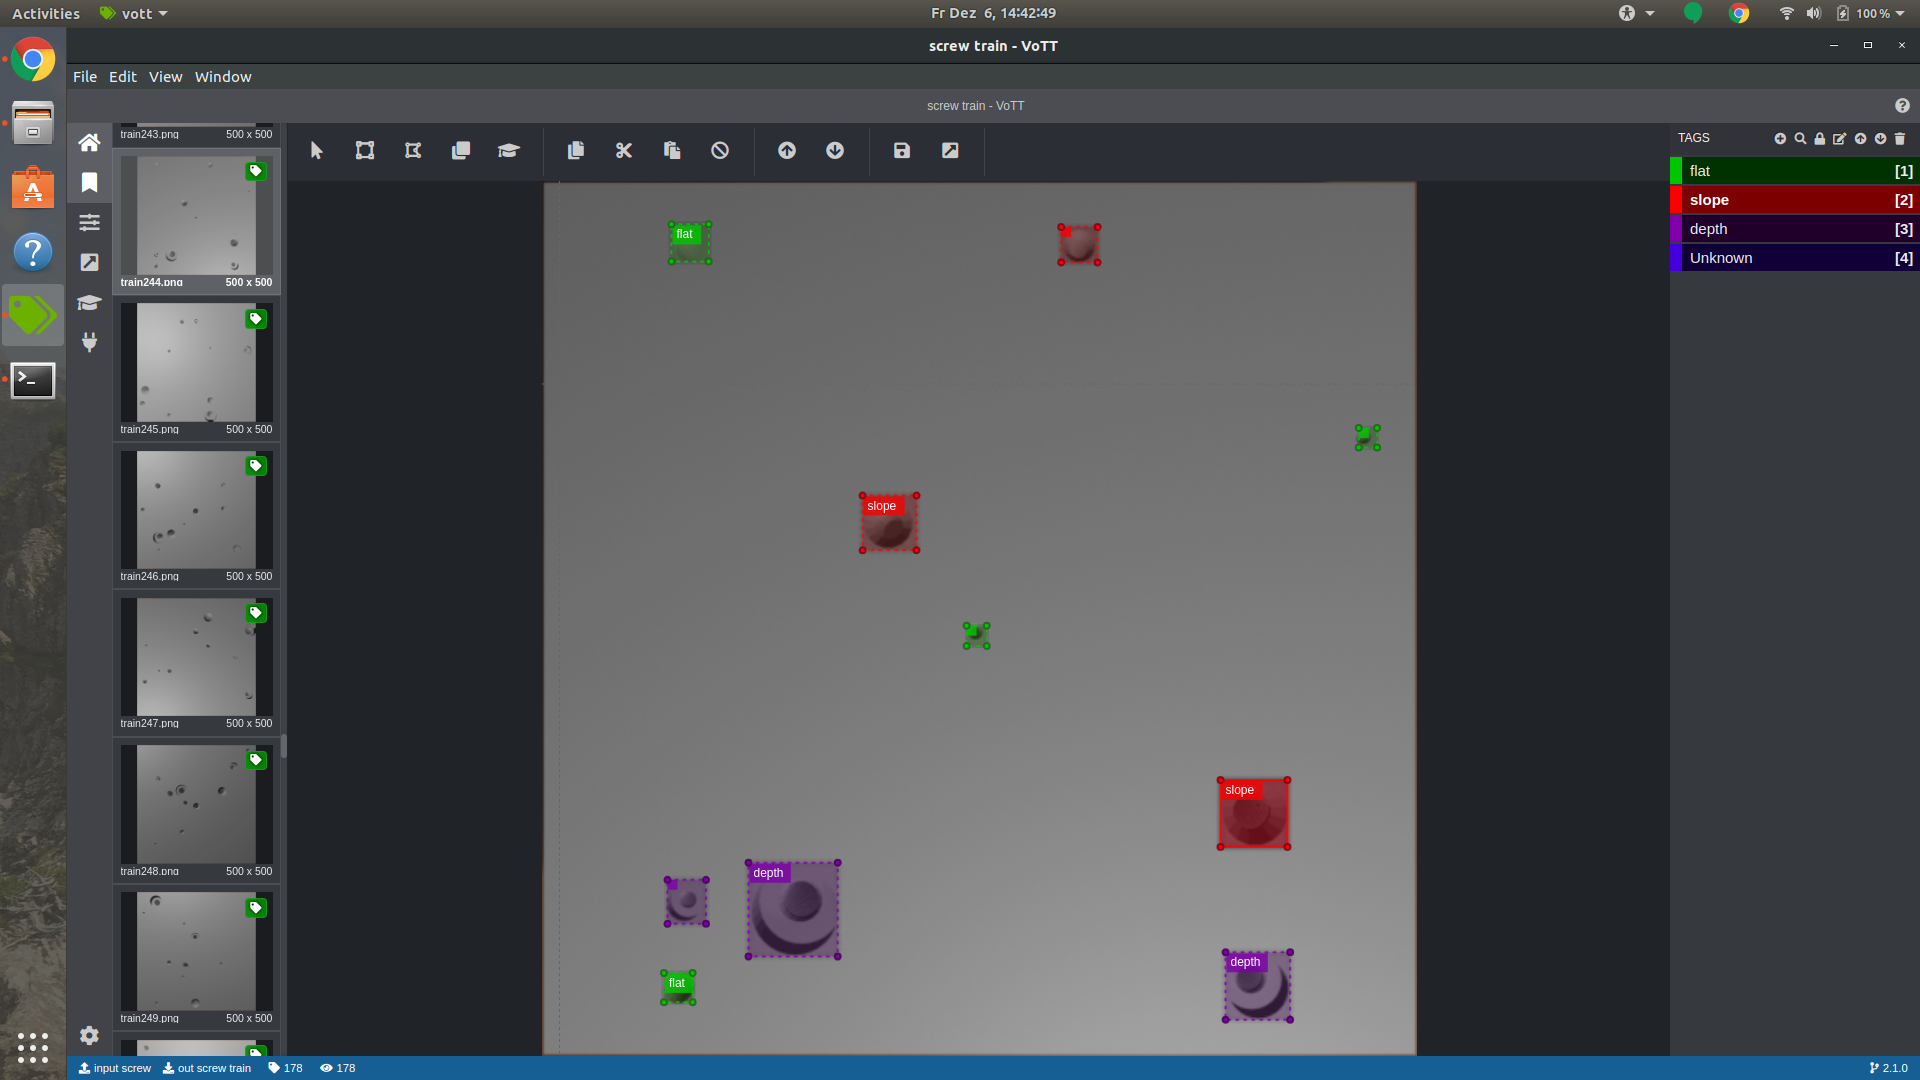 Activities
vott
Fr Dez 6, 14:42:49
100 %
screw train - VoTT
File Edit View Window
screw train - VoTT
train243.png 500 x 500
train244.png 500 x 500
train245.png 500 x 500
train246.png 500 x 500
train247.png 500 x 500
train248.png 500 x 500
train249.png 500 x 500
flat
slope
slope
depth
depth
flat
TAGS
flat [1]
slope [2]
depth [3]
Unknown [4]
input screw out screw train 178 178
2.1.0